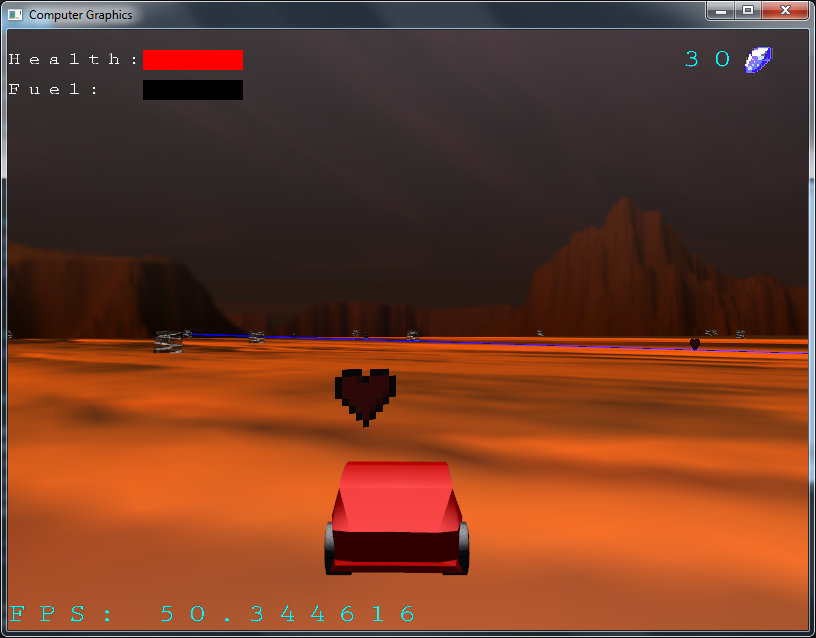 Computer Graphics
Health:
30
Fuel:
FPS: 50.344616